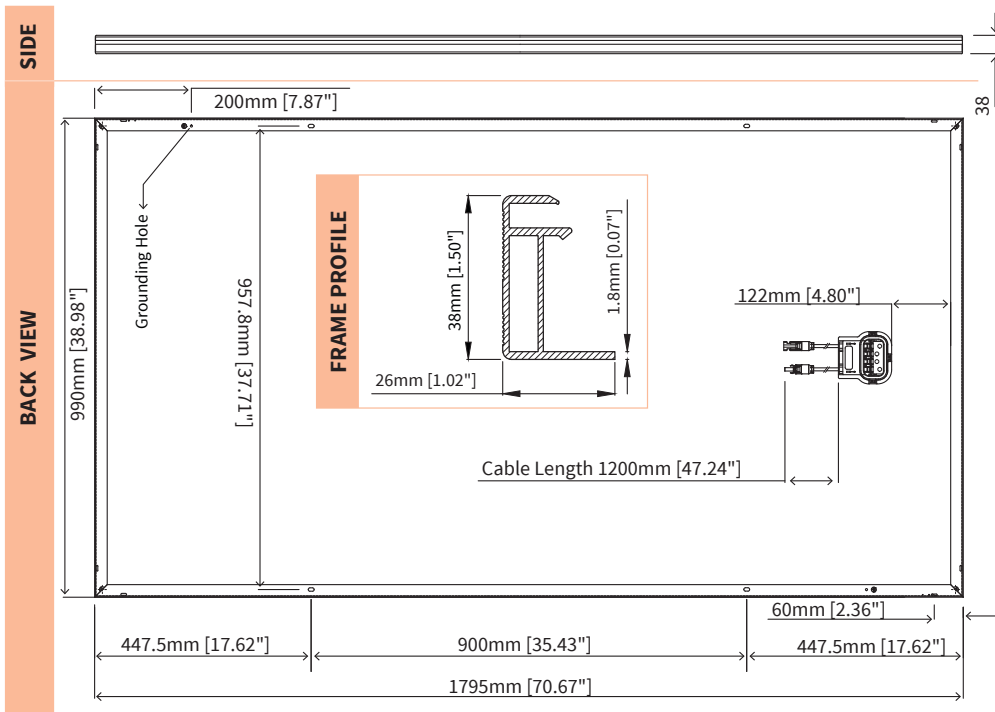 SIDE
38
200mm [7.87"]
BACK VIEW
990mm [38.98"]
Grounding Hole
957.8mm [37.71"]
FRAME PROFILE
38mm [1.50"]
1.8mm [0.07"]
26mm [1.02"]
122mm [4.80"]
Cable Length 1200mm [47.24"]
60mm [2.36"]
447.5mm [17.62"]
900mm [35.43"]
447.5mm [17.62"]
1795mm [70.67"]